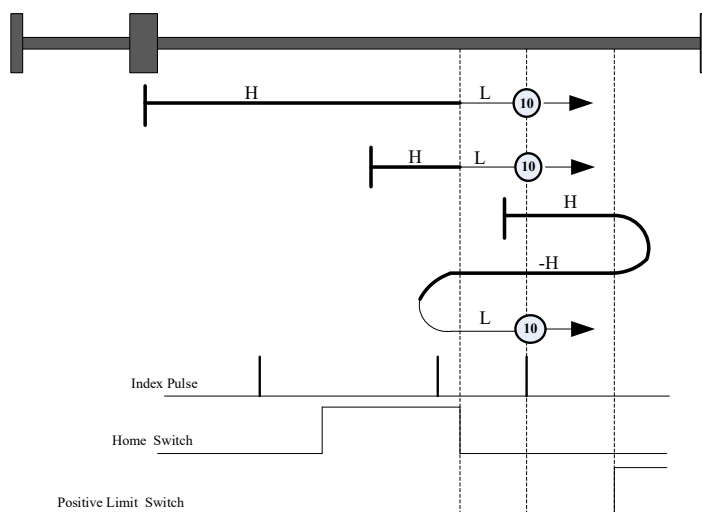 H L 10
H L 10
H
-H
L 10
Index Pulse
Home Switch
Positive Limit Switch